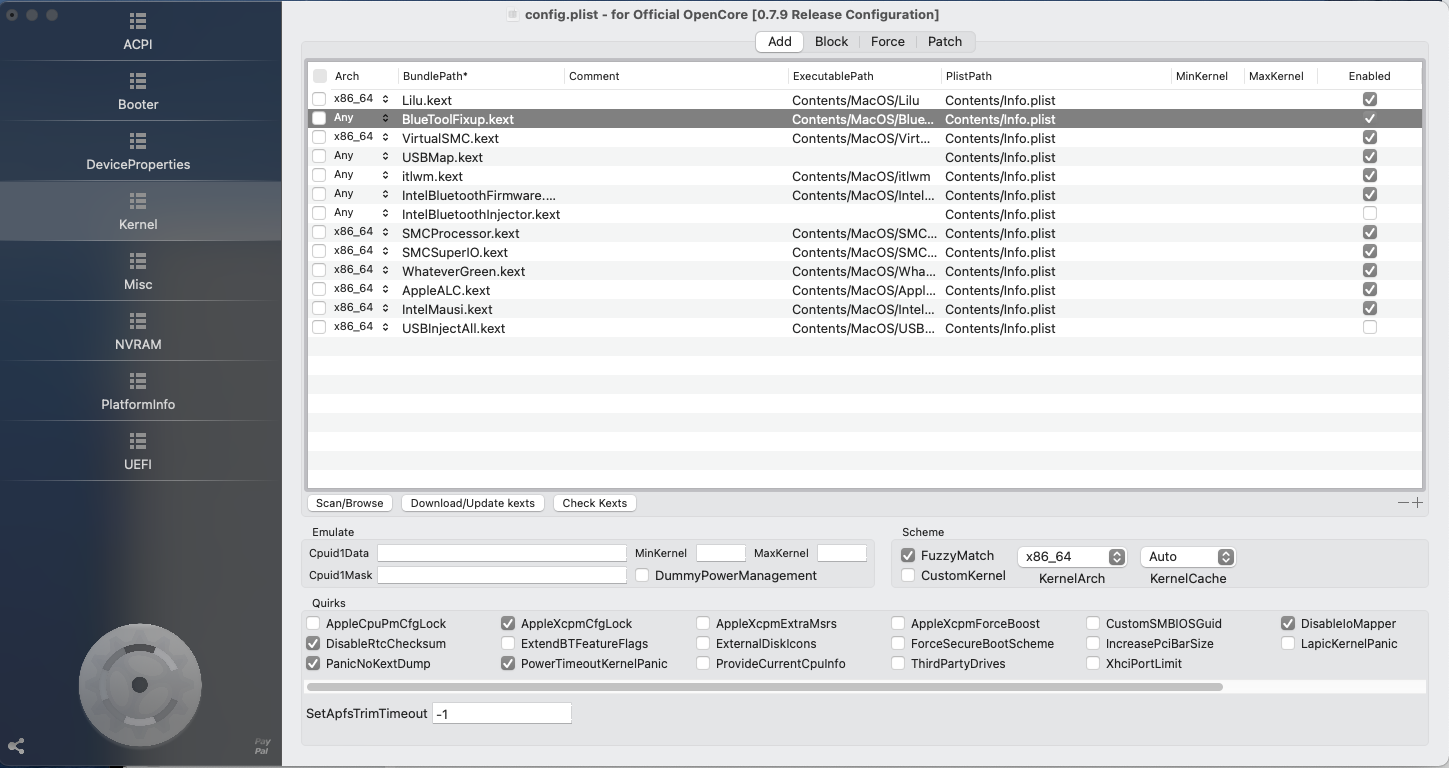 config.plist - for Official OpenCore [0.7.9 Release Configuration]
ACPI
Booter
DeviceProperties
Kernel
Misc
NVRAM
PlatformInfo
UEFI
Pay
Pal
Add Block Force Patch
Arch BundlePath* Comment ExecutablePath PlistPath MinKernel MaxKernel Enabled
x86_64 Lilu.kext Contents/MacOS/Lilu Contents/Info.plist
Any BlueToolFixup.kext Contents/MacOS/Blue... Contents/Info.plist
x86_64 VirtualSMC.kext Contents/MacOS/Virt... Contents/Info.plist
Any USBMap.kext Contents/Info.plist
Any itlwm.kext Contents/MacOS/itlwm Contents/Info.plist
Any IntelBluetoothFirmware.... Contents/MacOS/Intel... Contents/Info.plist
Any IntelBluetoothInjector.kext Contents/Info.plist
x86_64 SMCProcessor.kext Contents/MacOS/SMC... Contents/Info.plist
x86_64 SMCSuperIO.kext Contents/MacOS/SMC... Contents/Info.plist
x86_64 WhateverGreen.kext Contents/MacOS/Wha... Contents/Info.plist
x86_64 AppleALC.kext Contents/MacOS/Appl... Contents/Info.plist
x86_64 IntelMausi.kext Contents/MacOS/Intel... Contents/Info.plist
x86_64 USBInjectAll.kext Contents/MacOS/USB... Contents/Info.plist
Scan/Browse Download/Update kexts Check Kexts
Emulate
Cpuid1Data MinKernel MaxKernel
Cpuid1Mask DummyPowerManagement
Scheme
FuzzyMatch x86_64 Auto
CustomKernel KernelArch KernelCache
Quirks
AppleCpuPmCfgLock AppleXcpmCfgLock AppleXcpmExtraMsrs AppleXcpmForceBoost CustomSMBIOSGuid DisableIoMapper
DisableRtcChecksum ExtendBTFeatureFlags ExternalDiskIcons ForceSecureBootScheme IncreasePciBarSize LapicKernelPanic
PanicNoKextDump PowerTimeoutKernelPanic ProvideCurrentCpuInfo ThirdPartyDrives XhciPortLimit
SetApfsTrimTimeout -1